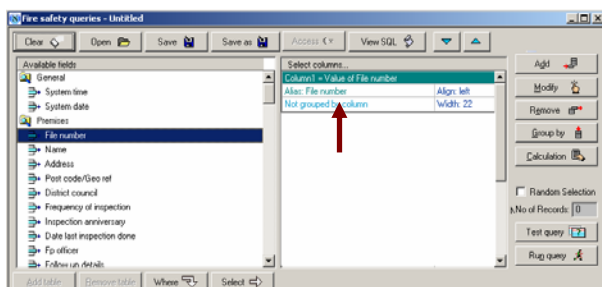 Fire safety queries - Untitled
Clear Open Save Save as Access View SQL
Available fields
General
System time
System date
Premises
File number
Name
Address
Post code/Geo ref
District council
Frequency of inspection
Inspection anniversary
Date last inspection done
Fp officer
Follow up details
Select columns...
Column1 = Value of File number
Alias: File number Align: left
Not grouped by column Width: 22
Add
Modify
Remove
Group by
Calculation
Random Selection
No of Records: 0
Test query
Run query
Add table Remove table Where Select